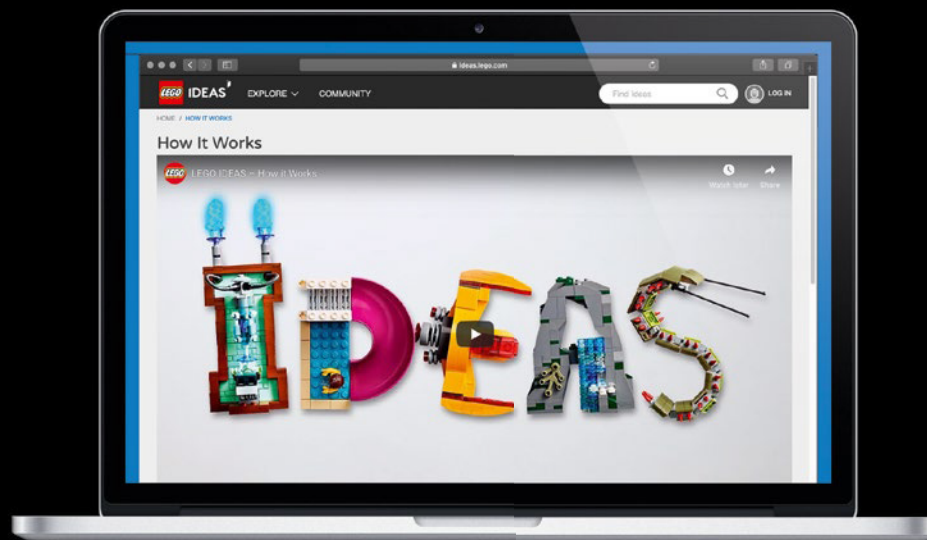 ideas.lego.com
LEGO IDEAS EXPLORE COMMUNITY Find Ideas LOG IN
HOME / HOW IT WORKS
How It Works
LEGO LEGO IDEAS – How it Works
Watch later Share
IDEAS